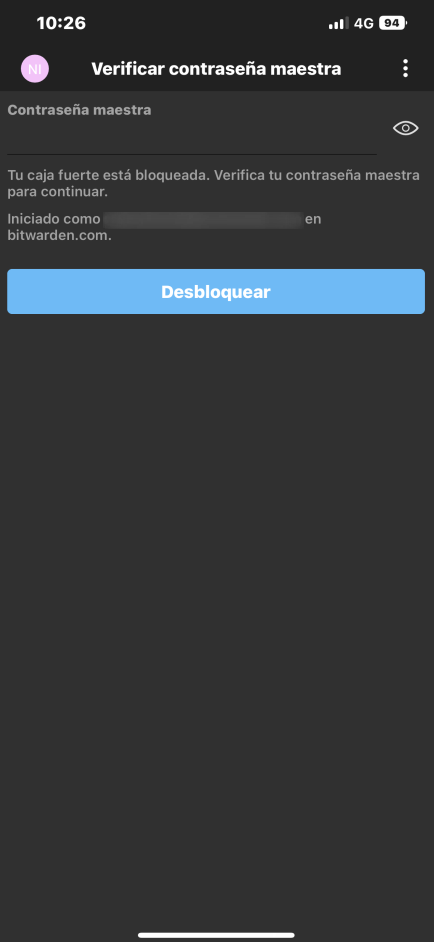 10:26
4G
94
NI
Verificar contraseña maestra
Contraseña maestra
Tu caja fuerte está bloqueada. Verifica tu contraseña maestra
para continuar.
Iniciado como en
bitwarden.com.
Desbloquear